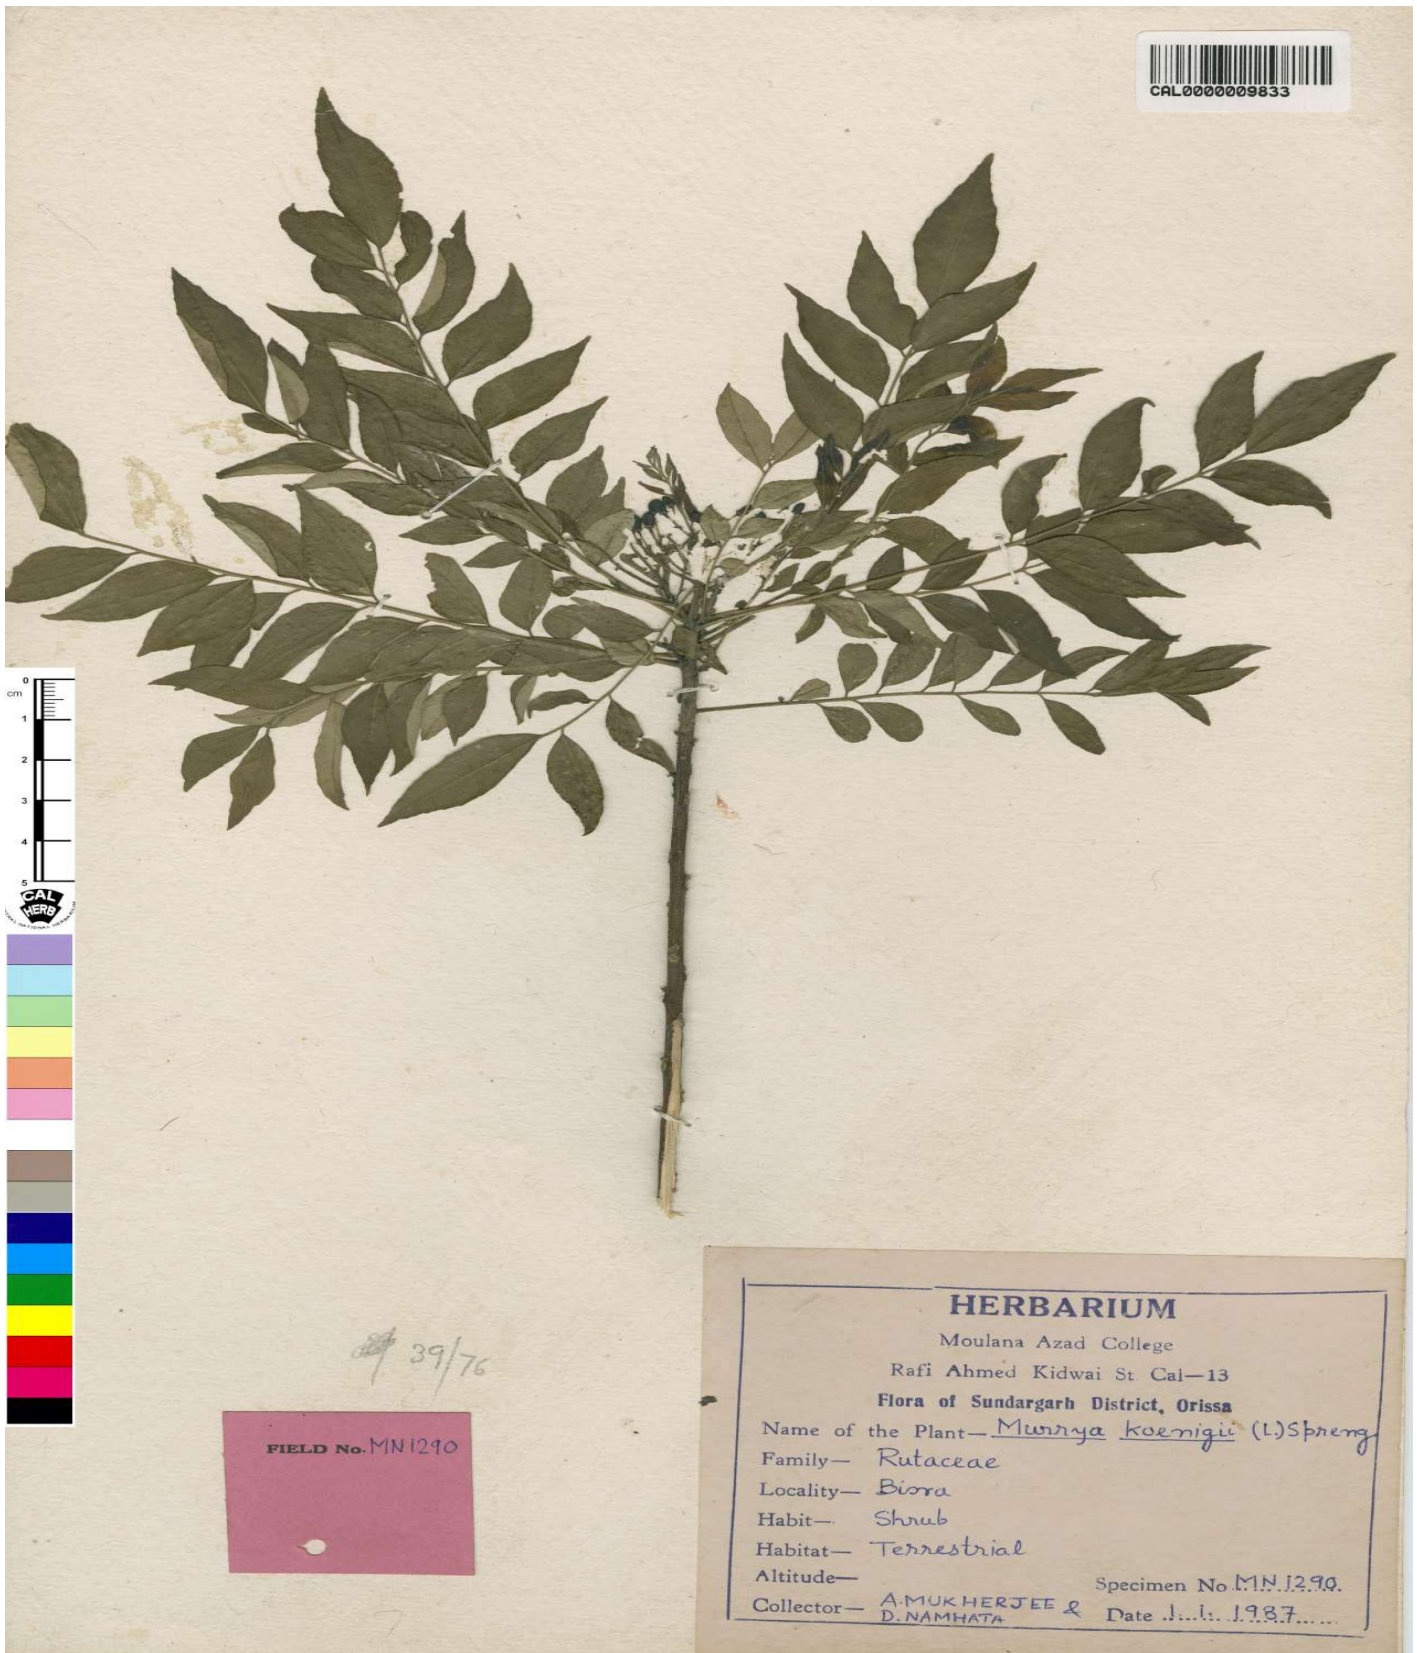 CAL0000009833
0
cm
1
2
3
4
5
CAL
HERB
39/76
FIELD No. MN1290
HERBARIUM
Moulana Azad College
Rafi Ahmed Kidwai St. Cal—13
Flora of Sundargarh District, Orissa
Name of the Plant— Murrya koenigii (L.) Spreng
Family— Rutaceae
Locality— Bisra
Habit— Shrub
Habitat— Terrestrial
Altitude—
Specimen No MN1290
Collector— A.MUKHERJEE &
D.NAMHATA
Date 1. 1. 1987